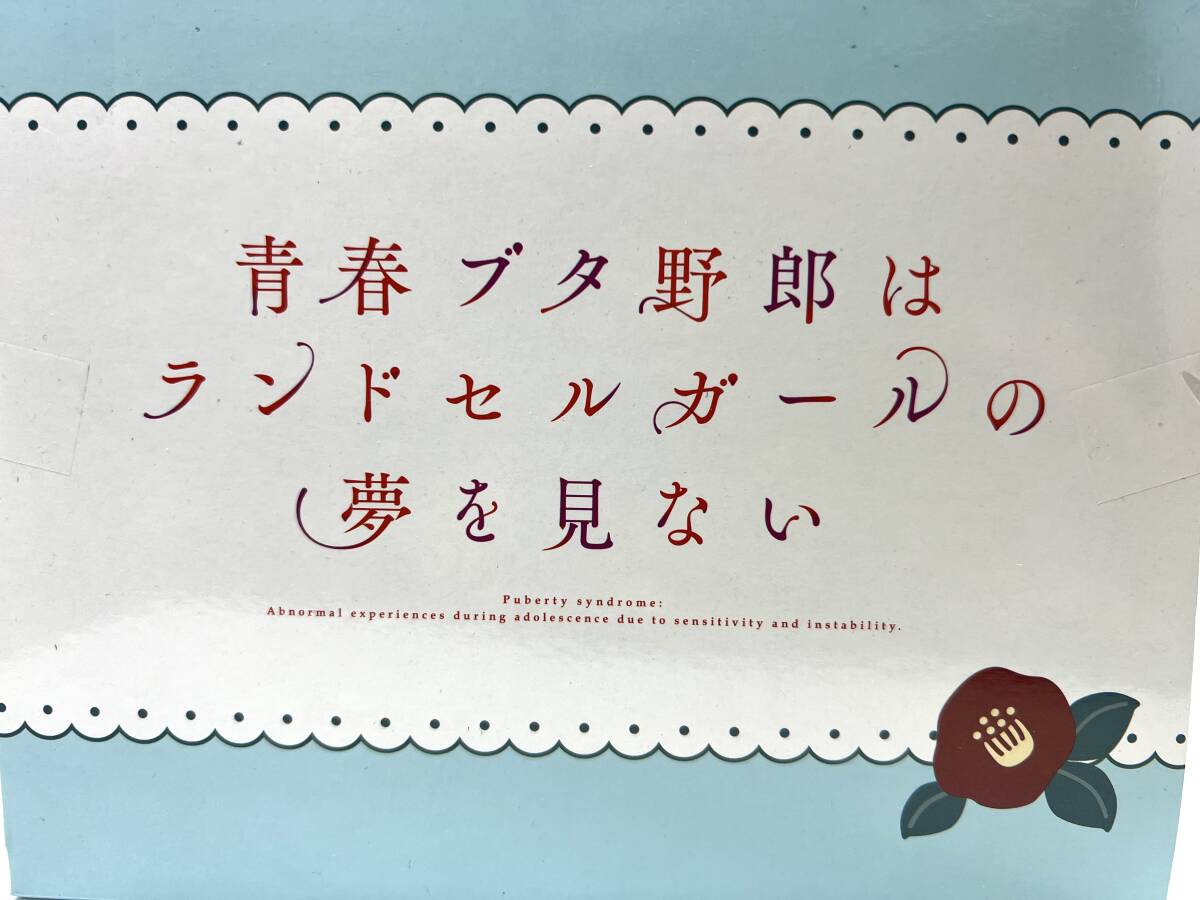 青春ブタ野郎は
ランドセルガールの
夢を見ない
Puberty syndrome:
Abnormal experiences during adolescence due to sensitivity and instability.